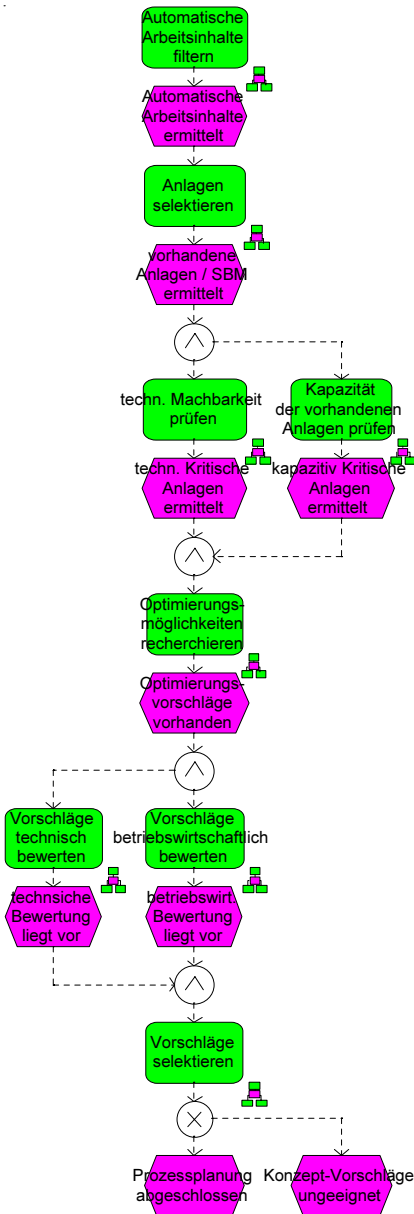 Automatische
Arbeitsinhalte
filtern
Automatische
Arbeitsinhalte
ermittelt
Anlagen
selektieren
vorhandene
Anlagen / SBM
ermittelt
techn. Machbarkeit
prüfen
Kapazität
der vorhandenen
Anlagen prüfen
techn. Kritische
Anlagen
ermittelt
kapazitiv Kritische
Anlagen
ermittelt
Optimierungs-
möglichkeiten
recherchieren
Optimierungs-
vorschläge
vorhanden
Vorschläge
technisch
bewerten
Vorschläge
betriebswirtschaftlich
bewerten
technsiche
Bewertung
liegt vor
betriebswirt.
Bewertung
liegt vor
Vorschläge
selektieren
Prozessplanung
abgeschlossen
Konzept-Vorschläge
ungeeignet